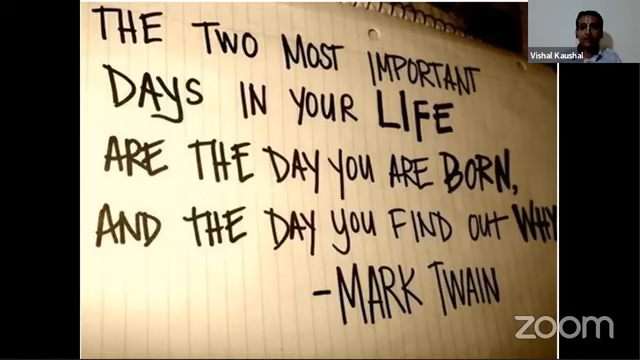 THE TWO MOST IMPORTANT
DAYS IN YOUR LIFE
ARE THE DAY YOU ARE BORN,
AND THE DAY YOU FIND OUT WHY
-MARK TWAIN
Vishal Kaushal
zoom